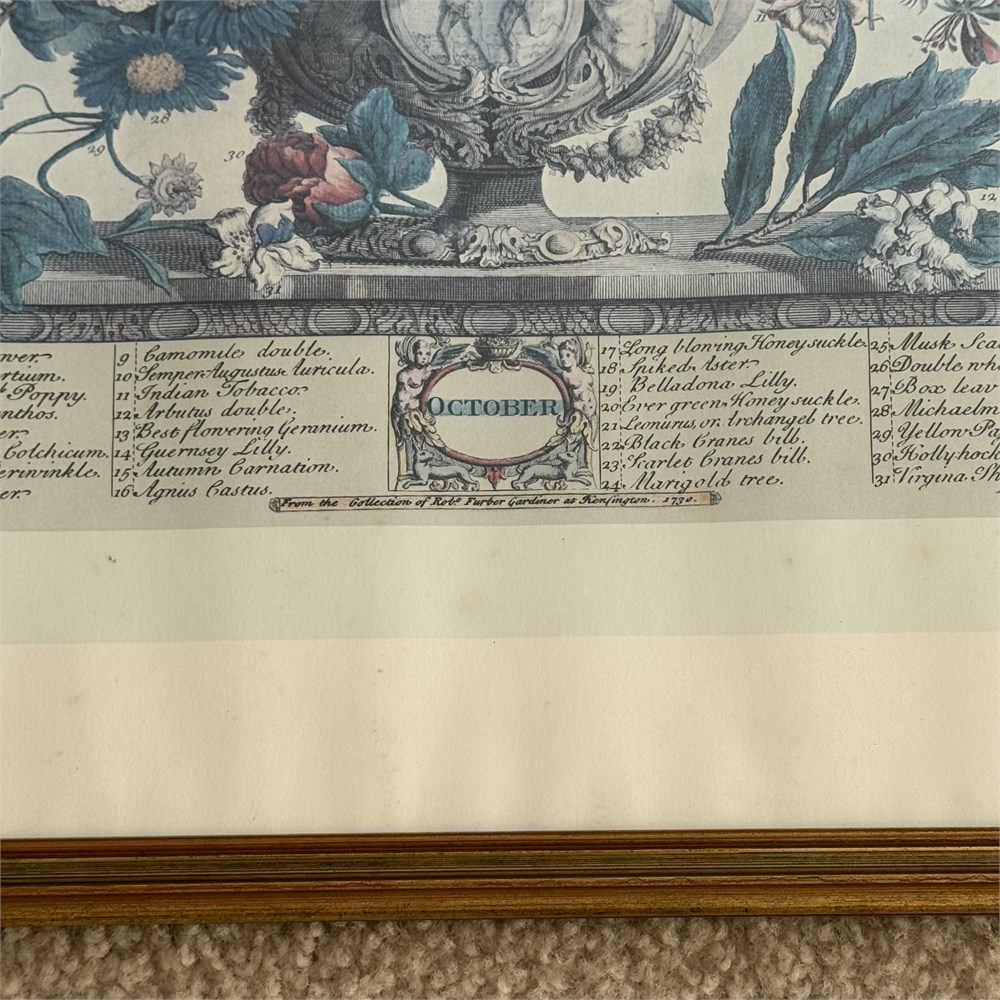 28
29
30
31
11
12
ver.
rtium.
Poppy.
nthos.
er.
Colchicum.
eriwinkle.
er.
9 Camomile double.
10 Semper Augustus Auricula.
11 Indian Tobacco.
12 Arbutus double.
13 Best flowering Geranium.
14 Guernsey Lilly.
15 Autumn Carnation.
16 Agnius Castus.
OCTOBER
17 Long blowing Honey suckle.
18 Spiked Aster.
19 Belladona Lilly.
20 Ever green Honey suckle.
21 Leonurus, or Archangel tree.
22 Black Cranes bill.
23 Scarlet Cranes bill.
24 Marigold tree.
25 Musk Sca
26 Double wh
27 Box leav
28 Michaelm
29 Yellow Pa
30 Hollyhock
31 Virgina Sh
From the Collection of Robt. Furber Gardiner at Kensington. 1730.